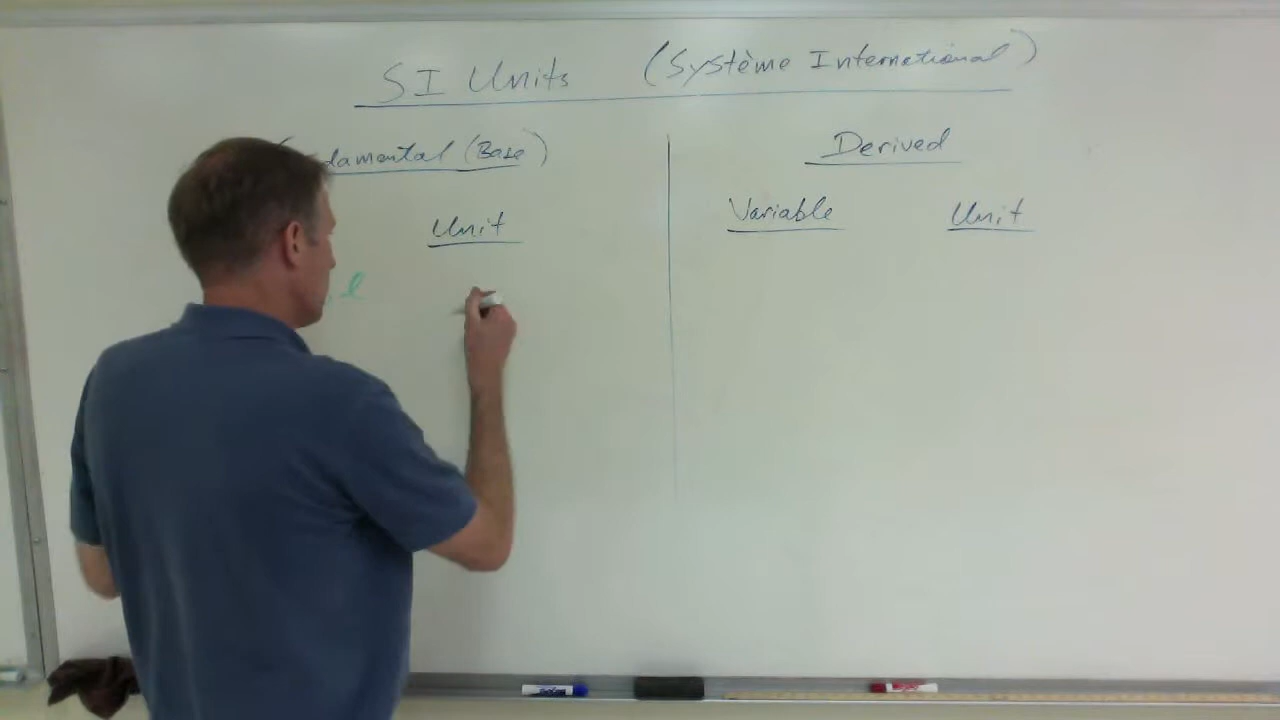 SI Units (Système International)
damental (Base)
Derived
Unit
Variable Unit
l